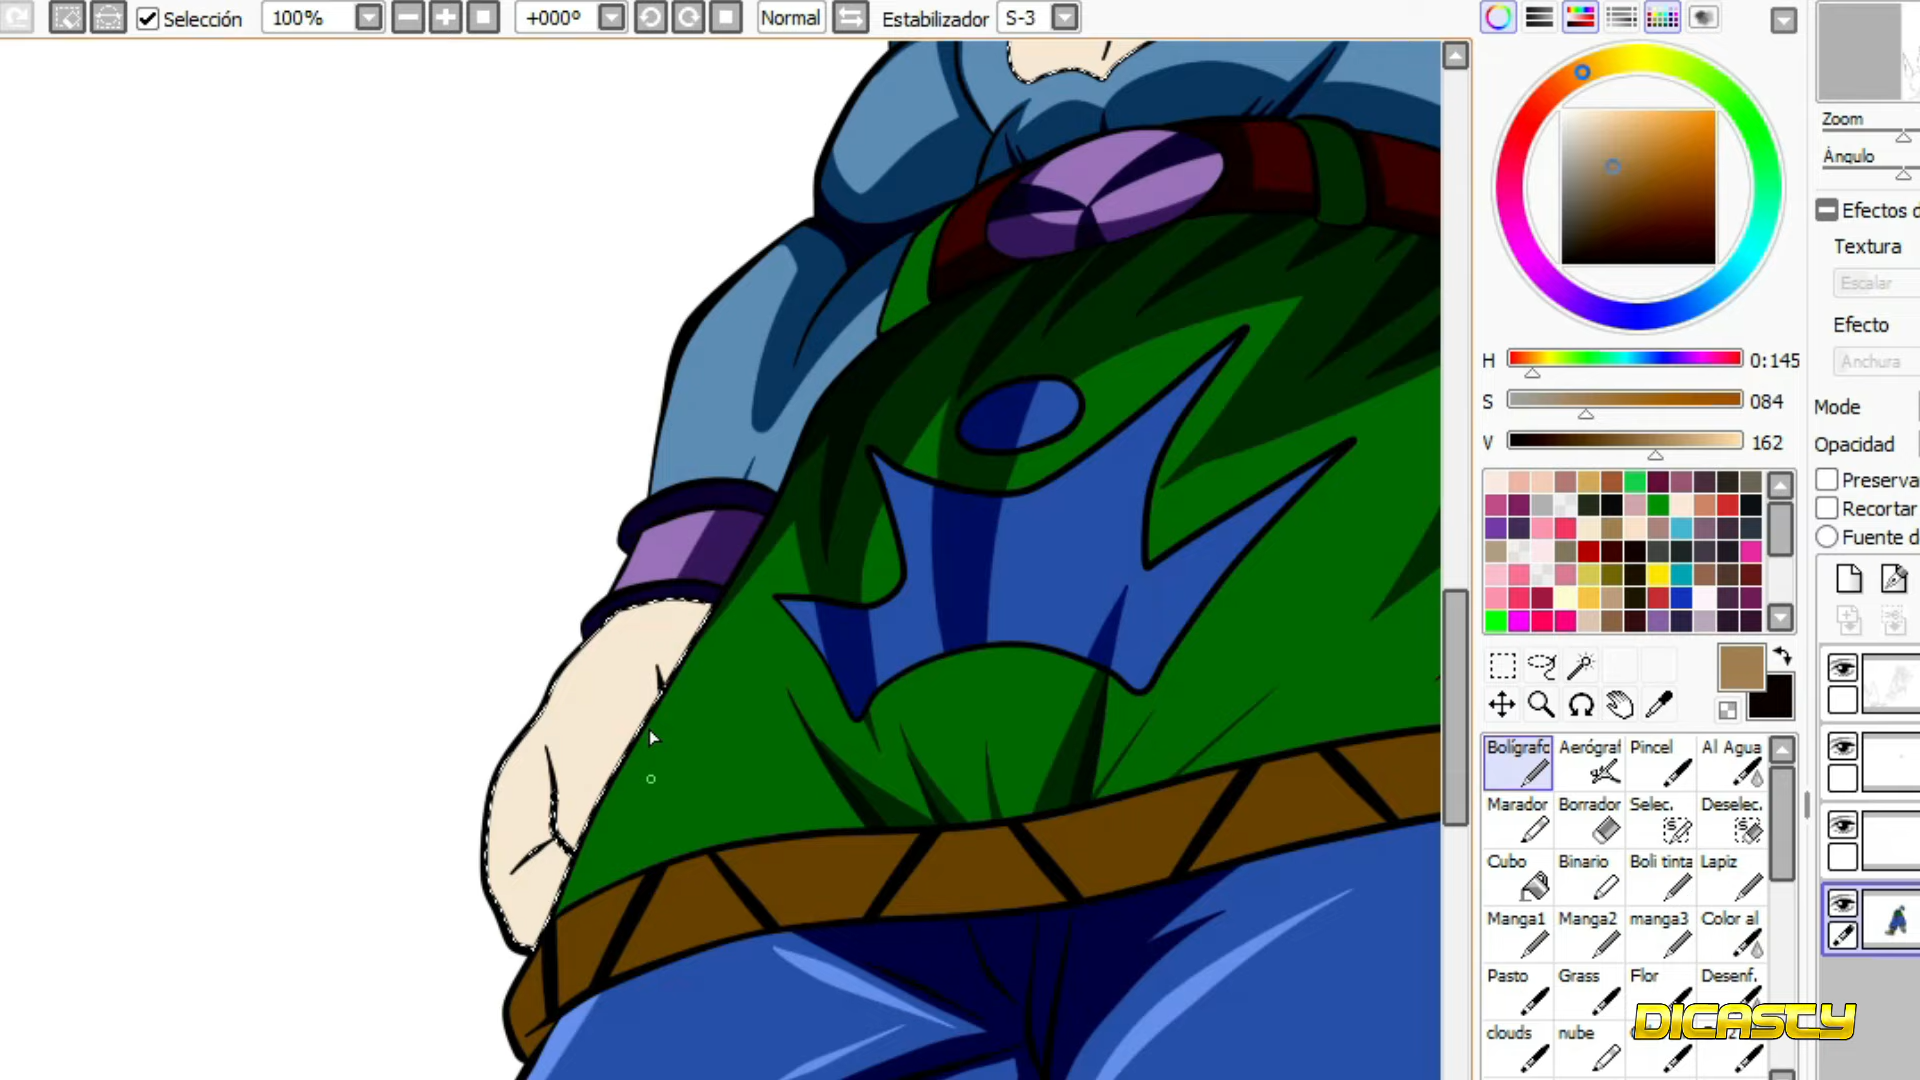 Selección
100%
+000º
Normal
Estabilizador
S-3
Zoom
Ángulo
Efectos d
Textura
Escalar
Efecto
Anchura
H 0:145
S 084
V 162
Mode
Opacidad
Preserva
Recortar
Fuente d
Bolígrafo Aerógraf Pincel Al Agua
Marador Borrador Selec. Deselec.
Cubo Binario Boli tinta Lapiz
Manga1 Manga2 manga3 Color al
Pasto Grass Flor Desenf.
clouds nube
DICASTY